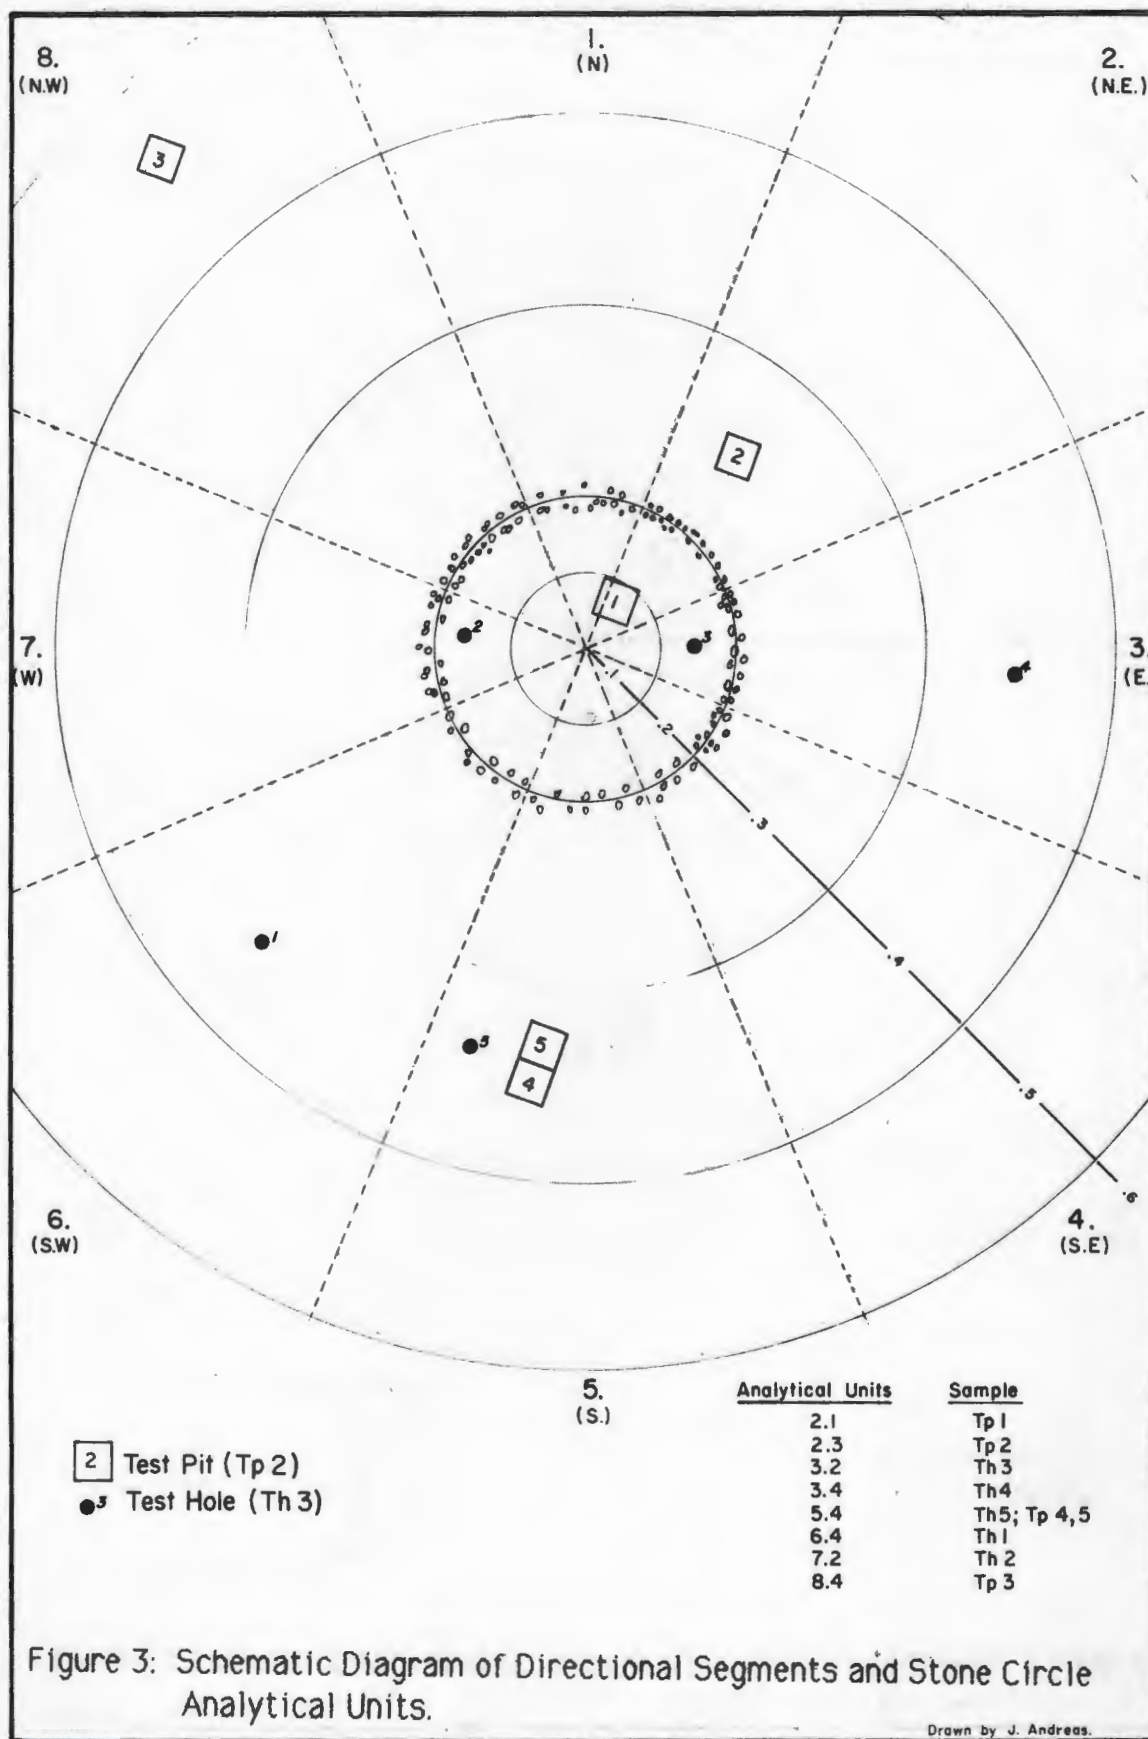 1.
(N)
8.
(N.W)
2.
(N.E.)
3
2
1
2
3
4
7.
(W)
3.
(E.
.1
.2
.3
.4
.5
.6
1
5
5
4
6.
(S.W)
4.
(S.E)
5.
(S.)
2 Test Pit (Tp 2)
3 Test Hole (Th 3)
Analytical Units Sample
2.1 Tp 1
2.3 Tp 2
3.2 Th 3
3.4 Th 4
5.4 Th 5; Tp 4,5
6.4 Th 1
7.2 Th 2
8.4 Tp 3
Figure 3: Schematic Diagram of Directional Segments and Stone Circle
Analytical Units.
Drawn by J. Andreas.